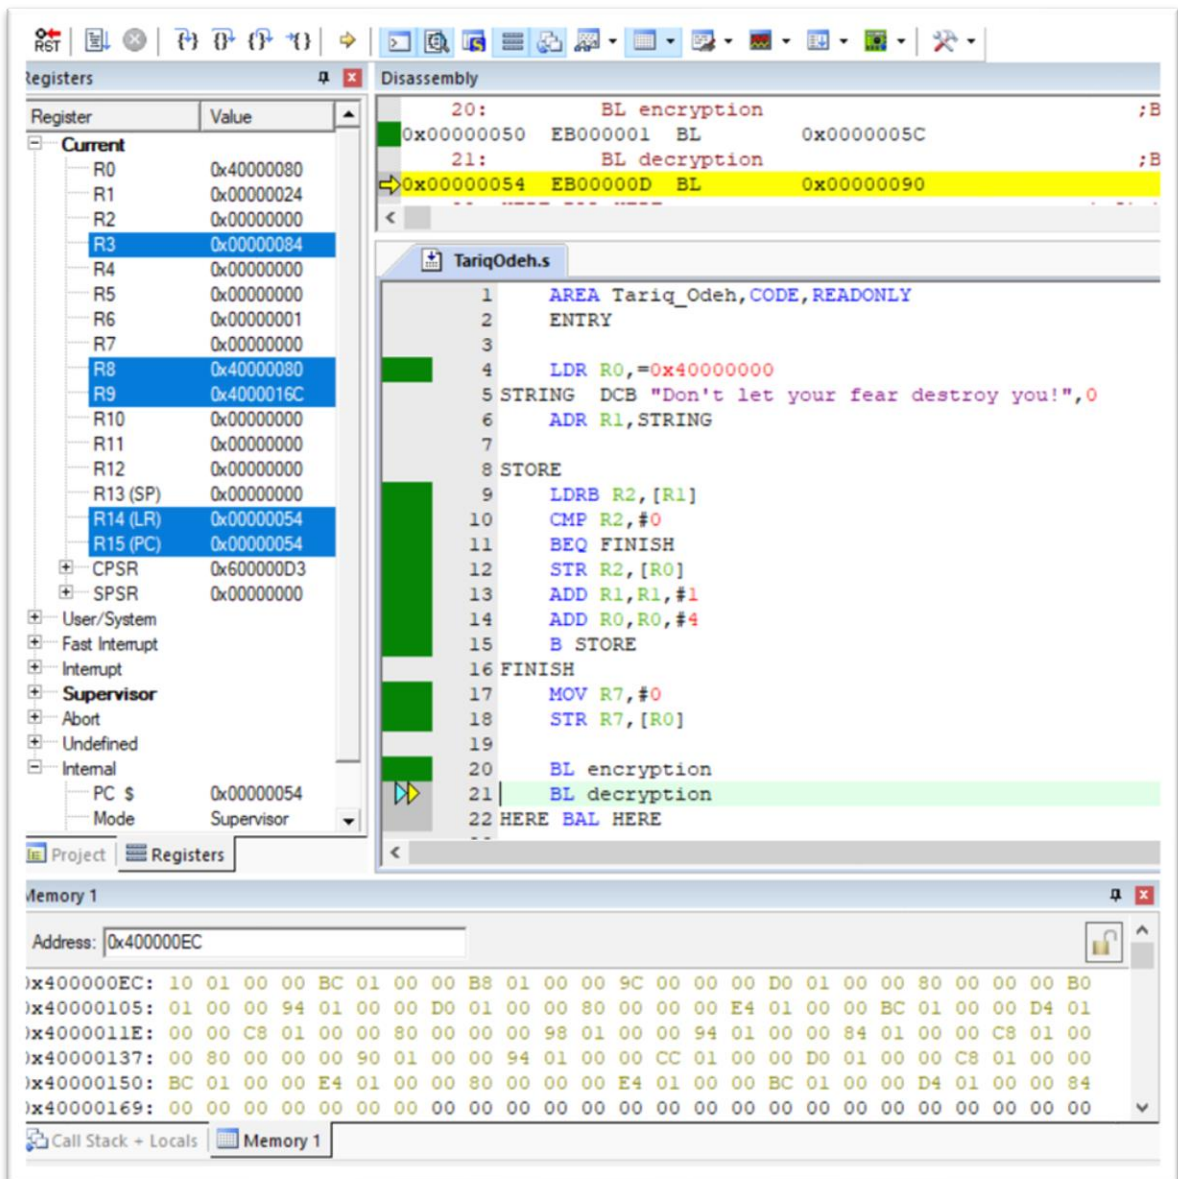 RST
Registers
Register Value
Current
R0 0x40000080
R1 0x00000024
R2 0x00000000
R3 0x00000084
R4 0x00000000
R5 0x00000000
R6 0x00000001
R7 0x00000000
R8 0x40000080
R9 0x4000016C
R10 0x00000000
R11 0x00000000
R12 0x00000000
R13 (SP) 0x00000000
R14 (LR) 0x00000054
R15 (PC) 0x00000054
CPSR 0x600000D3
SPSR 0x00000000
User/System
Fast Interrupt
Interrupt
Supervisor
Abort
Undefined
Internal
PC $ 0x00000054
Mode Supervisor
Project Registers
Disassembly
20: BL encryption ;B
0x00000050 EB000001 BL 0x0000005C
21: BL decryption ;B
0x00000054 EB00000D BL 0x00000090
TariqOdeh.s
1 AREA Tariq_Odeh,CODE,READONLY
2 ENTRY
3
4 LDR R0,=0x40000000
5 STRING DCB "Don't let your fear destroy you!",0
6 ADR R1,STRING
7
8 STORE
9 LDRB R2,[R1]
10 CMP R2,#0
11 BEQ FINISH
12 STR R2,[R0]
13 ADD R1,R1,#1
14 ADD R0,R0,#4
15 B STORE
16 FINISH
17 MOV R7,#0
18 STR R7,[R0]
19
20 BL encryption
21 BL decryption
22 HERE BAL HERE
Memory 1
Address: 0x400000EC
0x400000EC: 10 01 00 00 BC 01 00 00 B8 01 00 00 9C 00 00 00 D0 01 00 00 80 00 00 00 B0
0x40000105: 01 00 00 94 01 00 00 D0 01 00 00 80 00 00 00 E4 01 00 00 BC 01 00 00 D4 01
0x4000011E: 00 00 C8 01 00 00 80 00 00 00 98 01 00 00 94 01 00 00 84 01 00 00 C8 01 00
0x40000137: 00 80 00 00 00 90 01 00 00 94 01 00 00 CC 01 00 00 D0 01 00 00 C8 01 00 00
0x40000150: BC 01 00 00 E4 01 00 00 80 00 00 00 E4 01 00 00 BC 01 00 00 D4 01 00 00 84
0x40000169: 00 00 00 00 00 00 00 00 00 00 00 00 00 00 00 00 00 00 00 00 00 00 00 00 00
Call Stack + Locals Memory 1